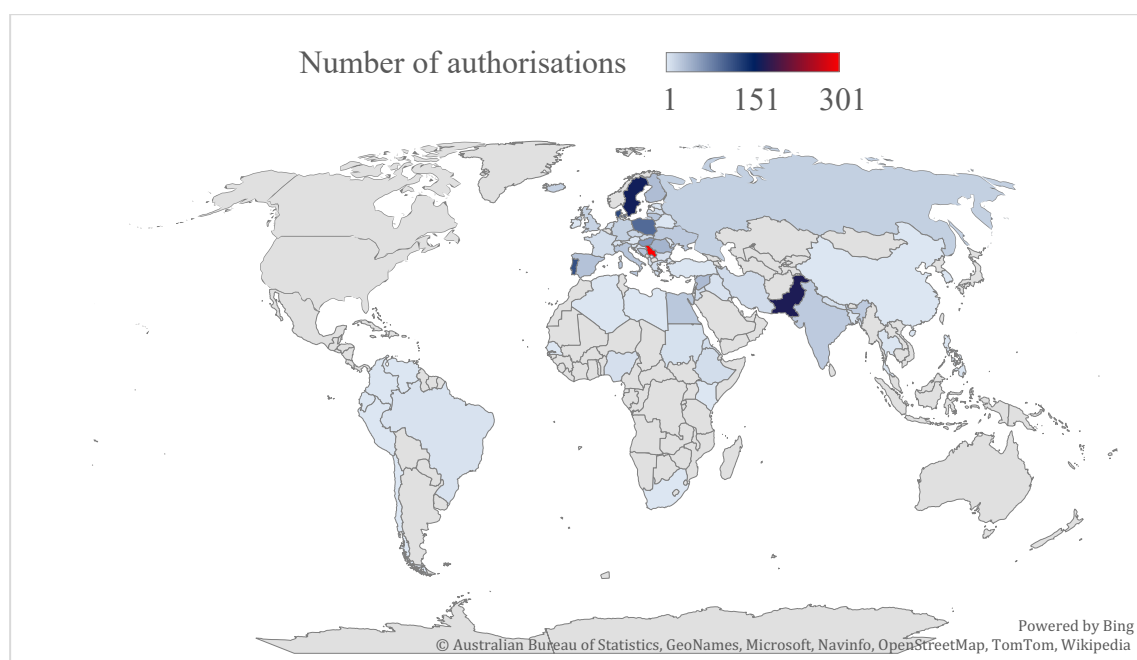 Number of authorisations
1 151 301
Powered by Bing
© Australian Bureau of Statistics, GeoNames, Microsoft, Navinfo, OpenStreetMap, TomTom, Wikipedia